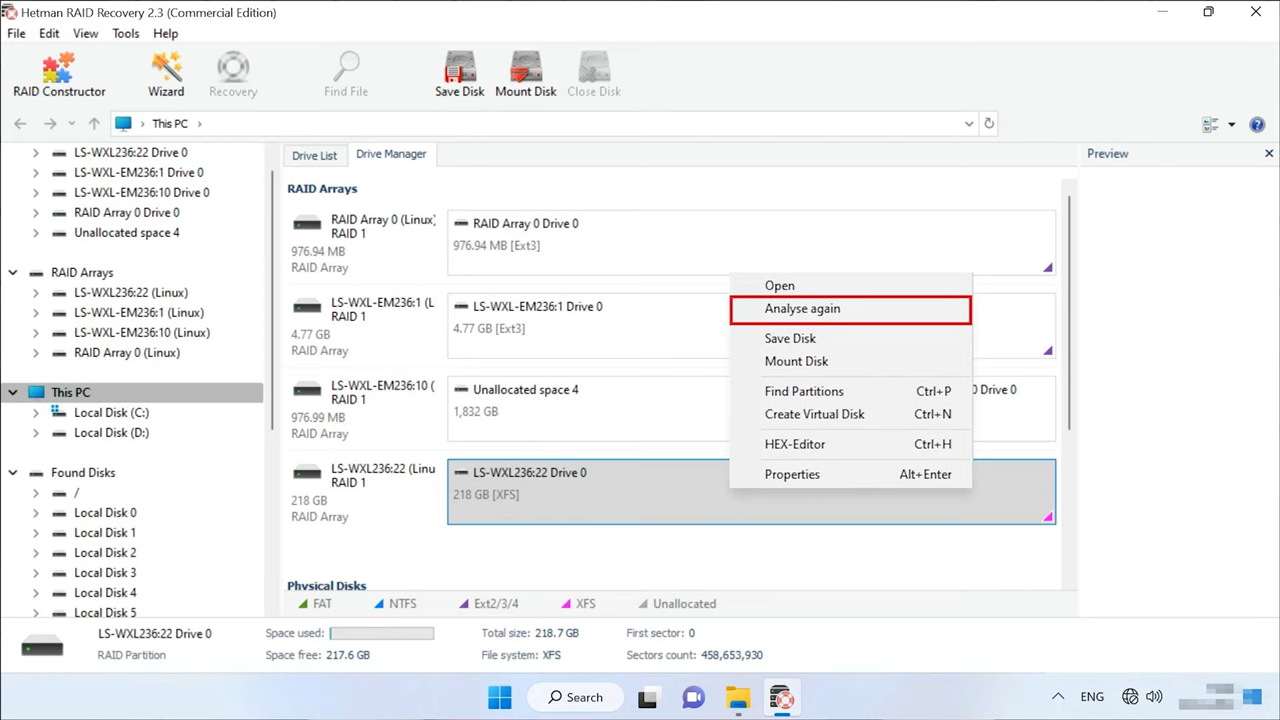 Hetman RAID Recovery 2.3 (Commercial Edition)
File Edit View Tools Help
RAID Constructor Wizard Recovery Find File Save Disk Mount Disk Close Disk
This PC
LS-WXL236:22 Drive 0
LS-WXL-EM236:1 Drive 0
LS-WXL-EM236:10 Drive 0
RAID Array 0 Drive 0
Unallocated space 4
RAID Arrays
LS-WXL236:22 (Linux)
LS-WXL-EM236:1 (Linux)
LS-WXL-EM236:10 (Linux)
RAID Array 0 (Linux)
This PC
Local Disk (C:)
Local Disk (D:)
Found Disks
/
Local Disk 0
Local Disk 1
Local Disk 2
Local Disk 3
Local Disk 4
Local Disk 5
Drive List Drive Manager
RAID Arrays
RAID Array 0 (Linux)
RAID 1
976.94 MB
RAID Array
RAID Array 0 Drive 0
976.94 MB [Ext3]
LS-WXL-EM236:1 (L
RAID 1
4.77 GB
RAID Array
LS-WXL-EM236:1 Drive 0
4.77 GB [Ext3]
LS-WXL-EM236:10 (
RAID 1
976.99 MB
RAID Array
Unallocated space 4
1,832 GB
0 Drive 0
LS-WXL236:22 (Linu
RAID 1
218 GB
RAID Array
LS-WXL236:22 Drive 0
218 GB [XFS]
Open
Analyse again
Save Disk
Mount Disk
Find Partitions Ctrl+P
Create Virtual Disk Ctrl+N
HEX-Editor Ctrl+H
Properties Alt+Enter
Physical Disks
FAT NTFS Ext2/3/4 XFS Unallocated
Preview
LS-WXL236:22 Drive 0
RAID Partition
Space used:
Space free: 217.6 GB
Total size: 218.7 GB
File system: XFS
First sector: 0
Sectors count: 458,653,930
Search
ENG